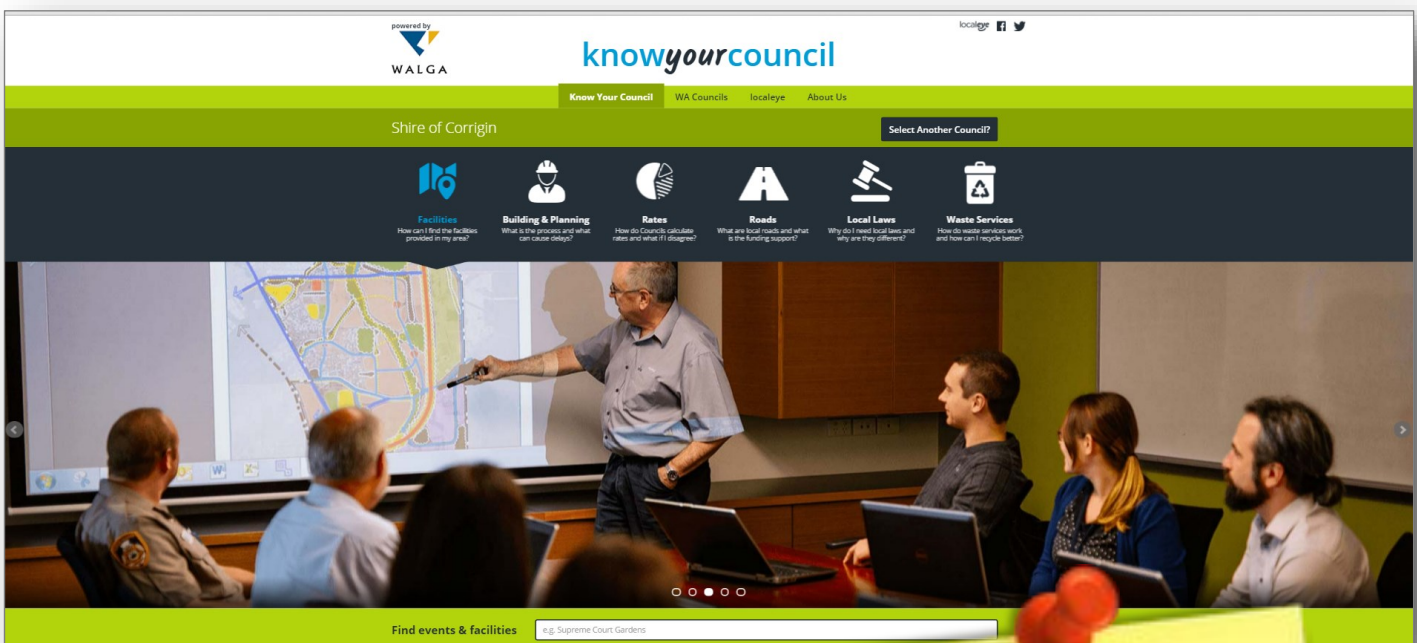 powered by
WALGA
localeye
knowyourcouncil
Know Your Council WA Councils localeye About Us
Shire of Corrigin
Select Another Council?
Facilities
How can I find the facilities
provided in my area?
Building & Planning
What is the process and what
can cause delays?
Rates
How do Councils calculate
rates and what if I disagree?
Roads
What are local roads and what
is the funding support?
Local Laws
Why do I need local laws and
why are they different?
Waste Services
How do waste services work
and how can I recycle better?
W
Find events & facilities
e.g. Supreme Court Gardens